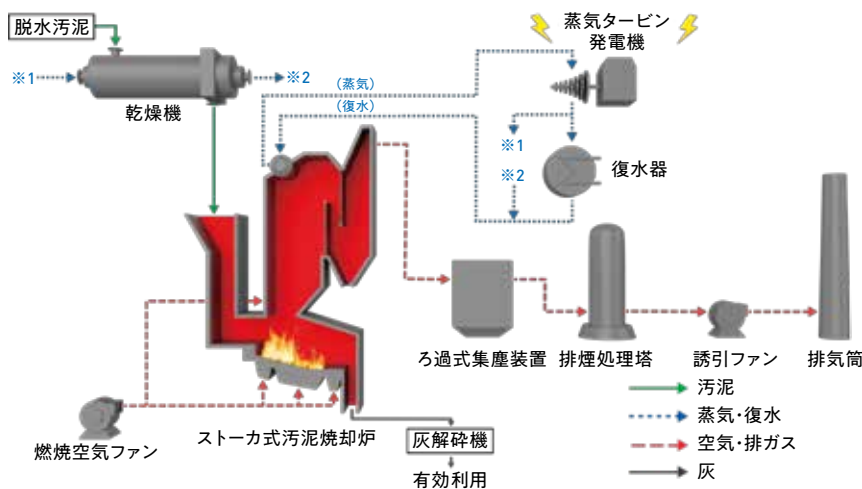 脱水汚泥
蒸気タービン
発電機
※1
※2
乾燥機
（蒸気）
（復水）
※1
※2
復水器
ろ過式集塵装置
排煙処理塔
誘引ファン
排気筒
燃焼空気ファン
ストーカ式汚泥焼却炉
灰解砕機
有効利用
汚泥
蒸気・復水
空気・排ガス
灰